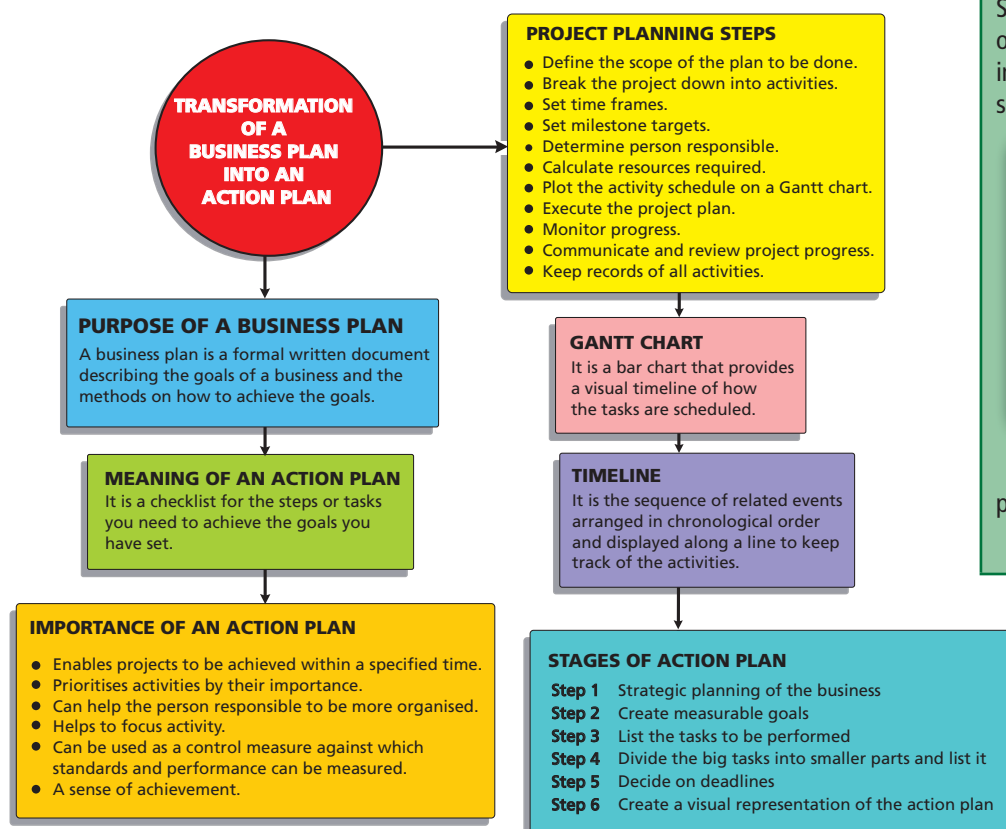 TRANSFORMATION
OF A
BUSINESS PLAN
INTO AN
ACTION PLAN
PROJECT PLANNING STEPS
● Define the scope of the plan to be done.
● Break the project down into activities.
● Set time frames.
● Set milestone targets.
● Determine person responsible.
● Calculate resources required.
● Plot the activity schedule on a Gantt chart.
● Execute the project plan.
● Monitor progress.
● Communicate and review project progress.
● Keep records of all activities.
PURPOSE OF A BUSINESS PLAN
A business plan is a formal written document
describing the goals of a business and the
methods on how to achieve the goals.
MEANING OF AN ACTION PLAN
It is a checklist for the steps or tasks
you need to achieve the goals you
have set.
IMPORTANCE OF AN ACTION PLAN
● Enables projects to be achieved within a specified time.
● Prioritises activities by their importance.
● Can help the person responsible to be more organised.
● Helps to focus activity.
● Can be used as a control measure against which
standards and performance can be measured.
● A sense of achievement.
GANTT CHART
It is a bar chart that provides
a visual timeline of how
the tasks are scheduled.
TIMELINE
It is the sequence of related events
arranged in chronological order
and displayed along a line to keep
track of the activities.
STAGES OF ACTION PLAN
Step 1 Strategic planning of the business
Step 2 Create measurable goals
Step 3 List the tasks to be performed
Step 4 Divide the big tasks into smaller parts and list it
Step 5 Decide on deadlines
Step 6 Create a visual representation of the action plan